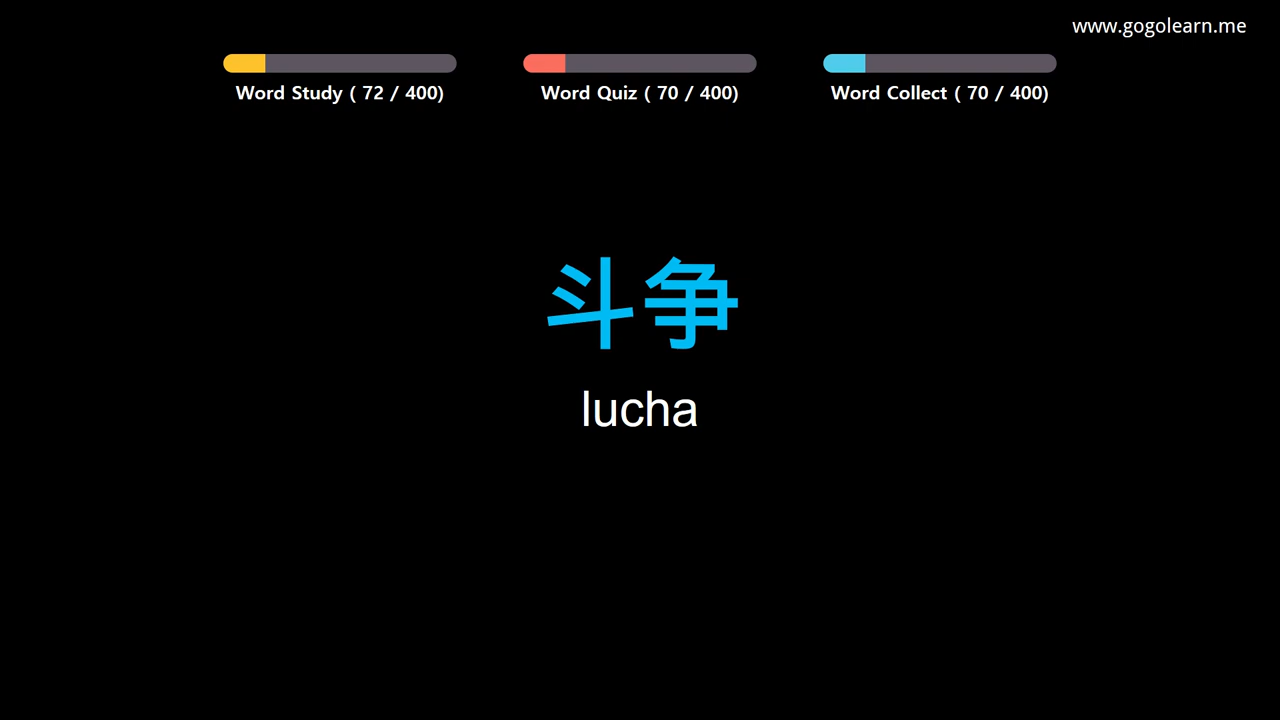 www.gogolearn.me
Word Study ( 72 / 400)
Word Quiz ( 70 / 400)
Word Collect ( 70 / 400)
斗争
lucha